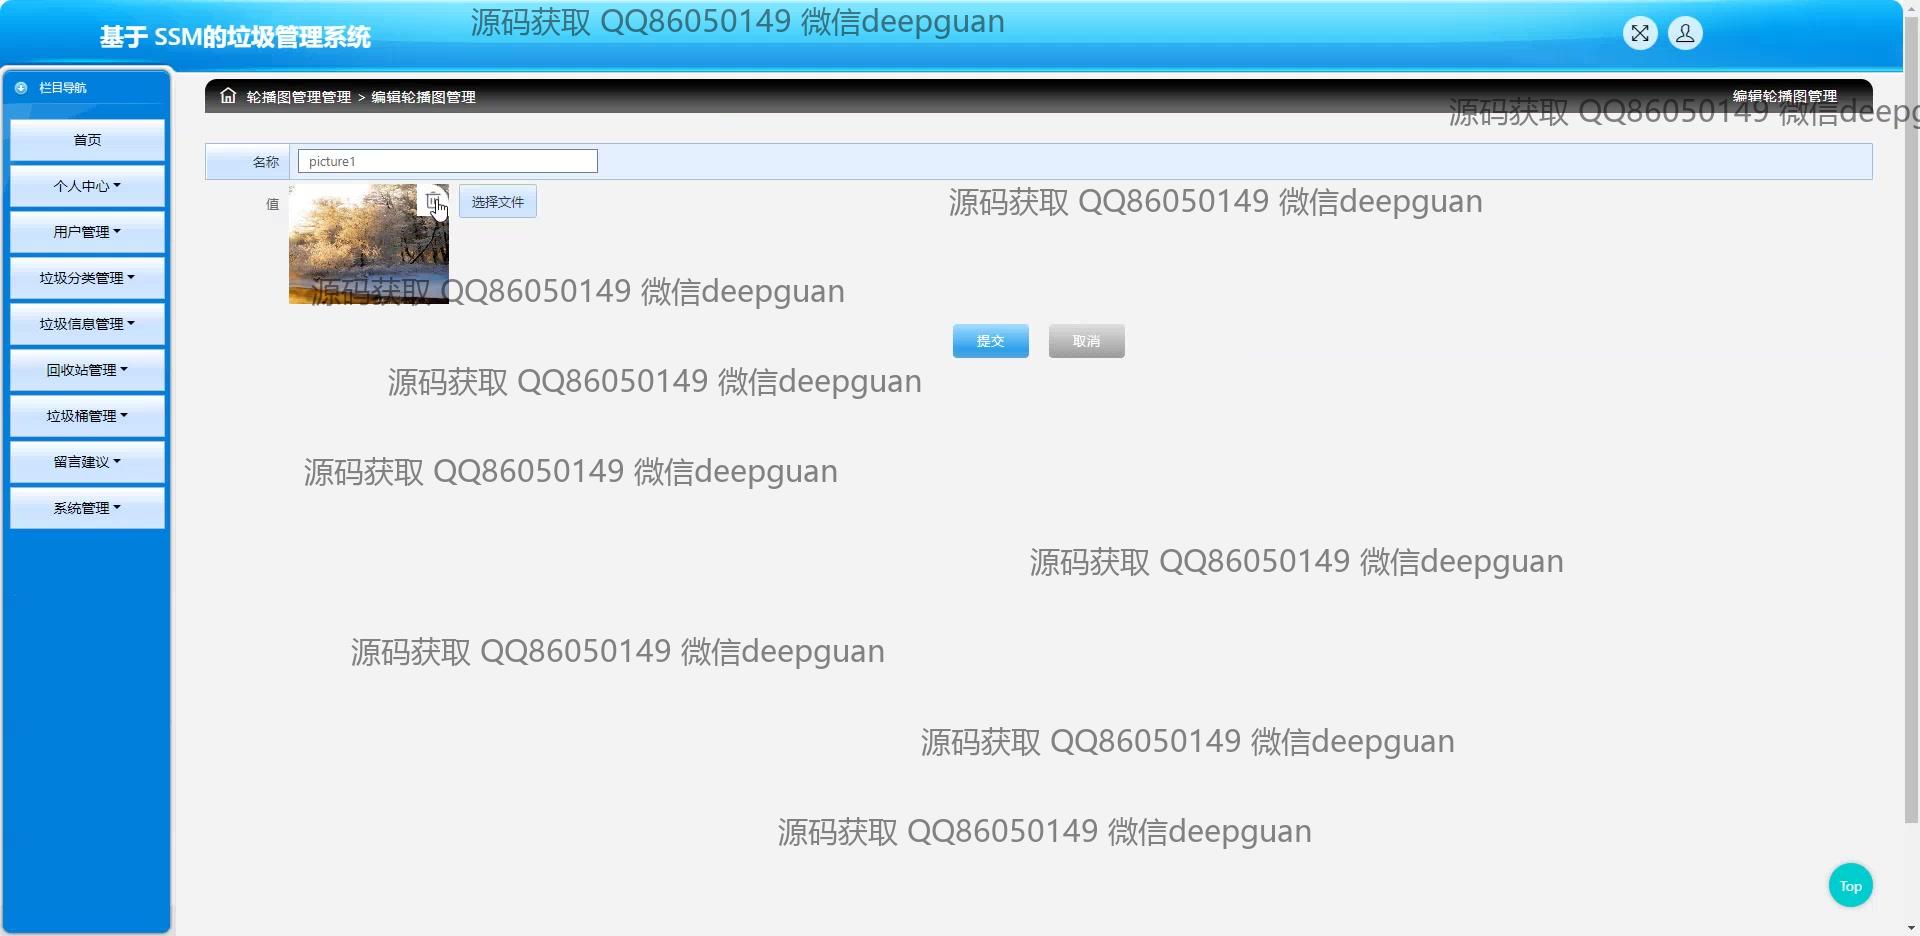 源码获取 QQ86050149 微信deepguan
基于 SSM的垃圾管理系统
栏目导航
轮播图管理管理 > 编辑轮播图管理
编辑轮播图管理
源码获取 QQ86050149 微信deepg
首页
名称 picture1
个人中心
值 选择文件
源码获取 QQ86050149 微信deepguan
用户管理
垃圾分类管理
源码获取 QQ86050149 微信deepguan
垃圾信息管理
提交 取消
回收站管理
源码获取 QQ86050149 微信deepguan
垃圾桶管理
留言建议
源码获取 QQ86050149 微信deepguan
系统管理
源码获取 QQ86050149 微信deepguan
源码获取 QQ86050149 微信deepguan
源码获取 QQ86050149 微信deepguan
源码获取 QQ86050149 微信deepguan
Top